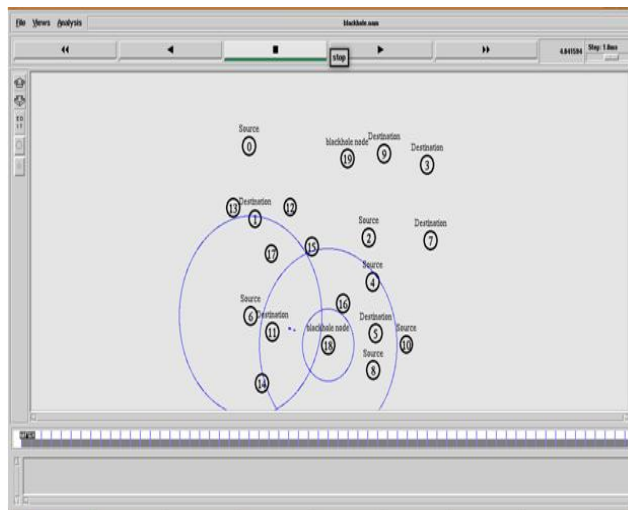 File Views Analysis blackhole.nam
stop
4.841594 Step: 1.0ms
Source
0
blackhole node
19
Destination
9
Destination
3
13
Destination
1
12
17
15
Source
2
Destination
7
Source
4
16
Source
6
Destination
11
blackhole node
18
Destination
5
Source
10
Source
8
14